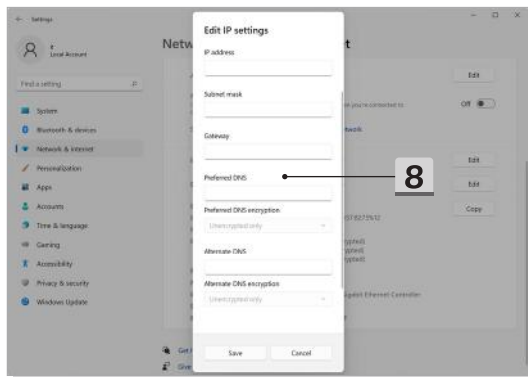 Settings
Local Account
Find a setting
System
Bluetooth & devices
Network & internet
Personalization
Apps
Accounts
Time & language
Gaming
Accessibility
Privacy & security
Windows Update
Netw
t
Edit IP settings
IP address
Subnet mask
Gateway
Preferred DNS
Preferred DNS encryption
Unencrypted only
Alternate DNS
Alternate DNS encryption
Unencrypted only
Save
Cancel
Edit
Off
Edit
Edit
Copy
8
Get
Give